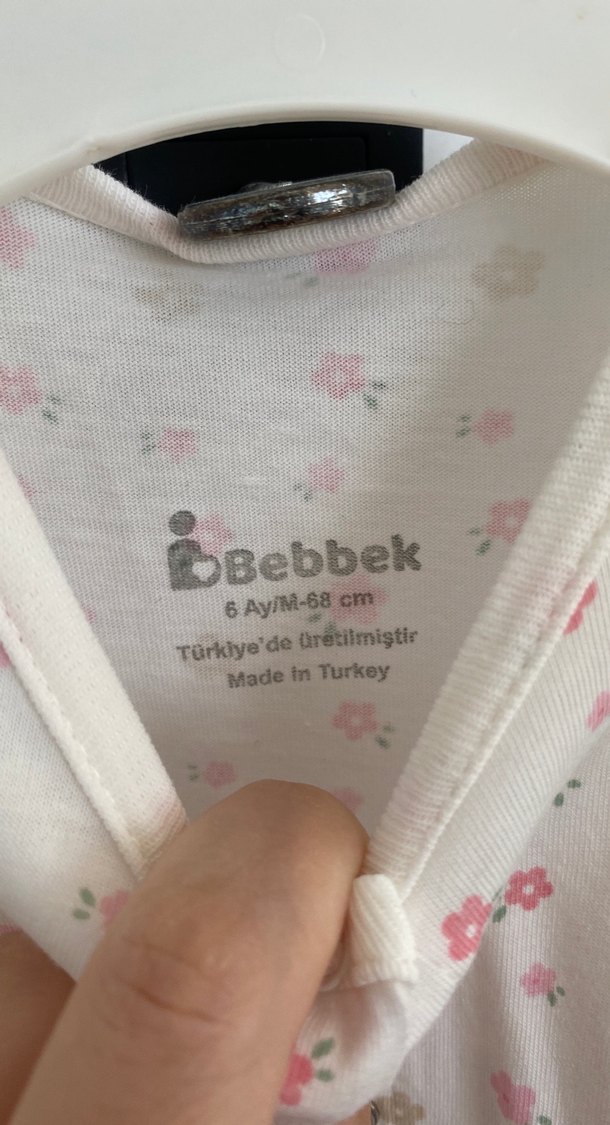 Bebbek
6 Ay/M-68 cm
Türkiye'de üretilmiştir
Made in Turkey